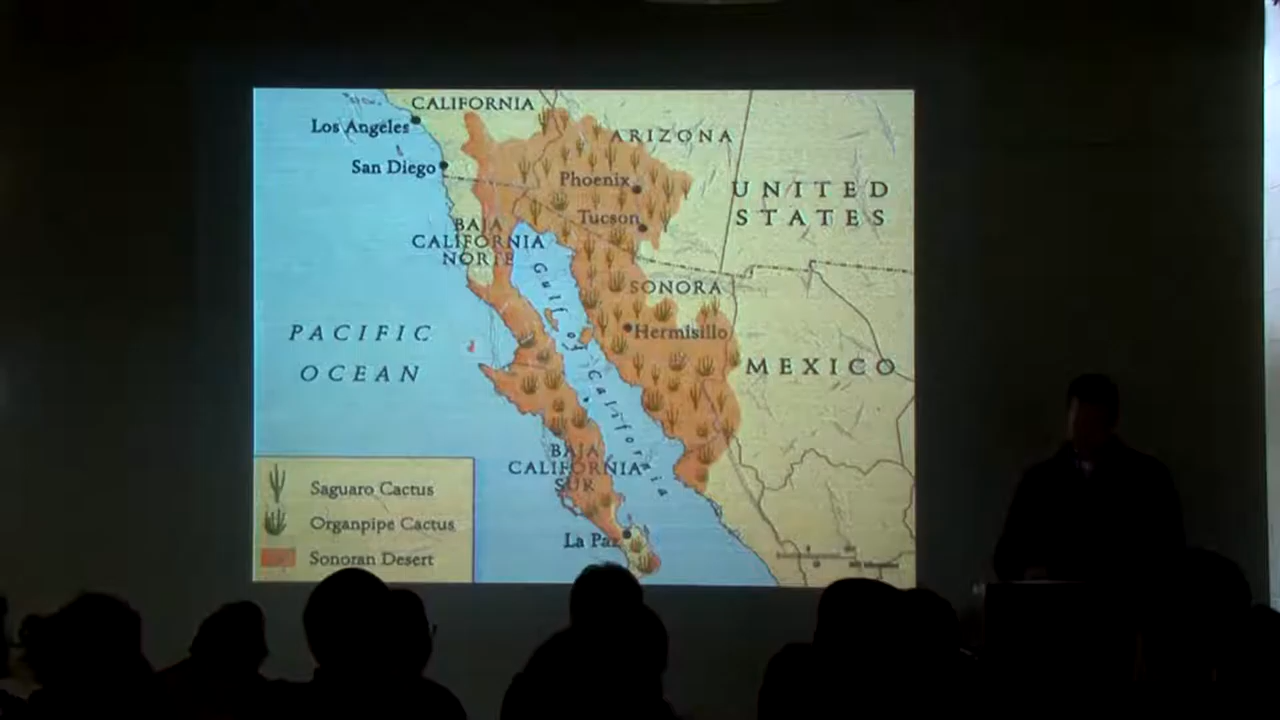 CALIFORNIA
Los Angeles
ARIZONA
San Diego
Phoenix
UNITED
STATES
Tucson
BAJA
CALIFORNIA
NORTE
Gulf of California
SONORA
Hermisillo
PACIFIC
OCEAN
MEXICO
BAJA
CALIFORNIA
SUR
La Paz
Saguaro Cactus
Organpipe Cactus
Sonoran Desert